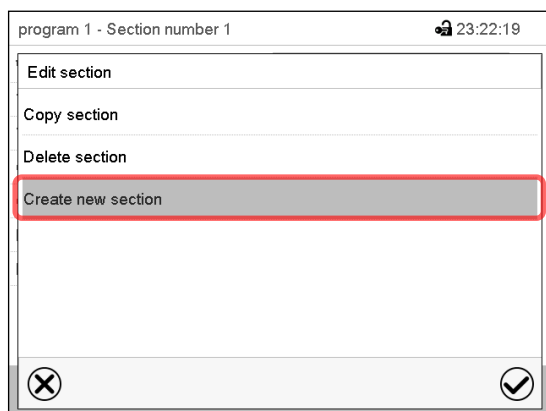 program 1 - Section number 1 23:22:19
Edit section
Copy section
Delete section
Create new section